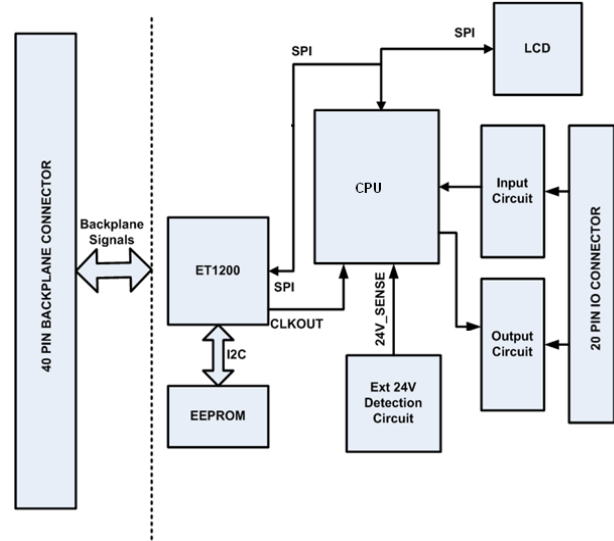 SPI
SPI
LCD
CPU
Input
Circuit
20 PIN IO CONNECTOR
40 PIN BACKPLANE CONNECTOR
Backplane
Signals
ET1200
SPI
CLKOUT
24V_SENSE
Output
Circuit
I2C
EEPROM
Ext 24V
Detection
Circuit